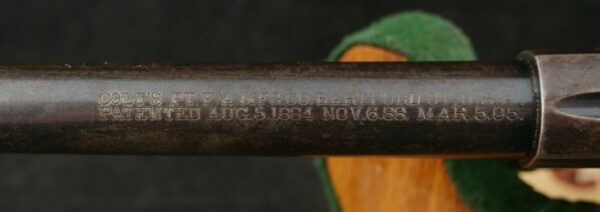 COLT'S PT. F. A. MFG. CO. HARTFORD
PATENTED AUG. 5. 1884. NOV. 6. 88. MAR. 5. 95.